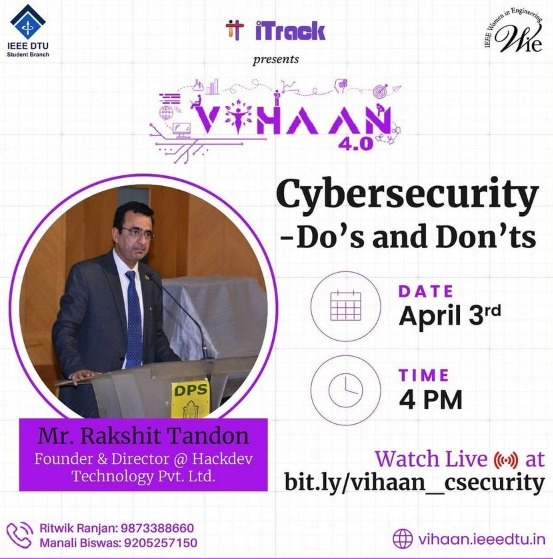 IEEE DTU
Student Branch
iTrack
IEEE Women in Engineering
Wie
presents
VIHAAN
4.0
Cybersecurity
-Do's and Don'ts
DATE
April 3rd
TIME
4 PM
DPS
Mr. Rakshit Tandon
Founder & Director @ Hackdev
Technology Pvt. Ltd.
Watch Live at
bit.ly/vihaan_csecurity
Ritwik Ranjan: 9873388660
Manali Biswas: 9205257150
vihaan.ieeedtu.in